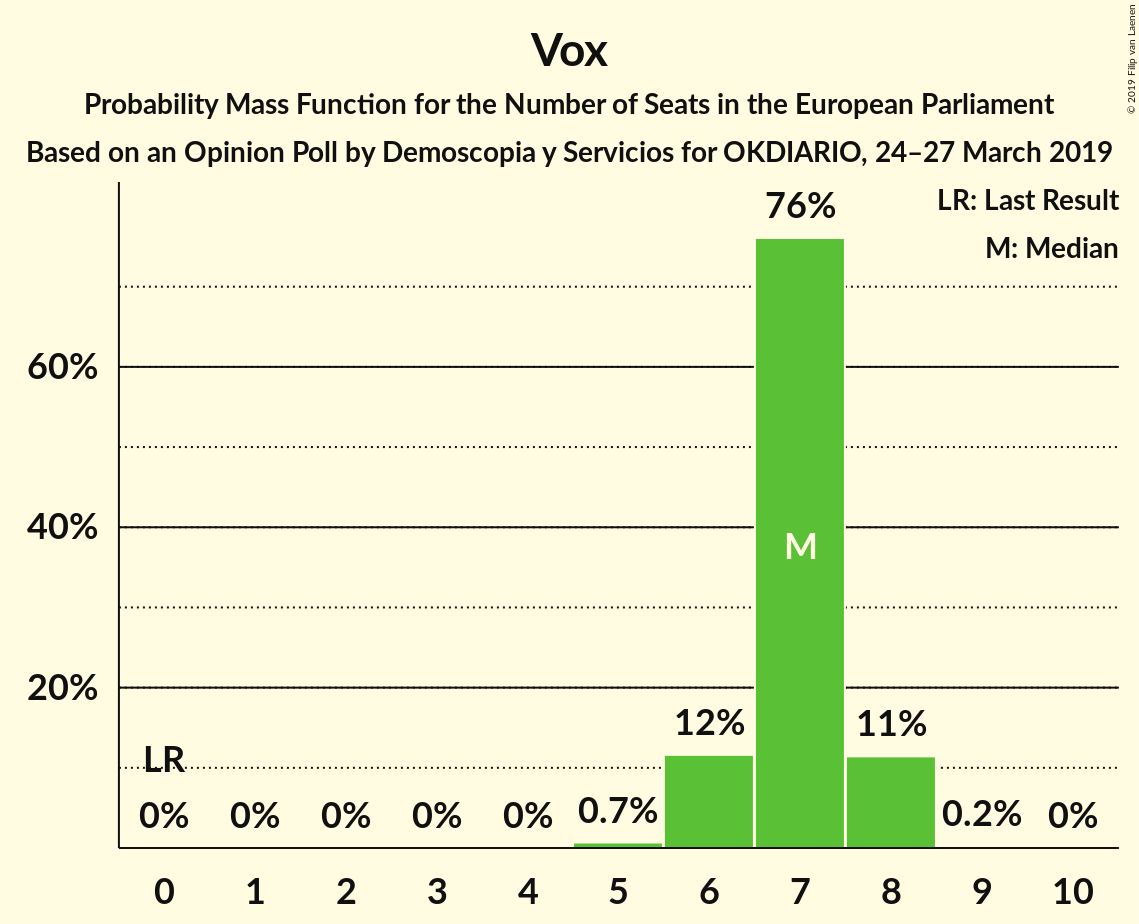 Vox
Probability Mass Function for the Number of Seats in the European Parliament
Based on an Opinion Poll by Demoscopia y Servicios for OKDIARIO, 24–27 March 2019
© 2019 Filip van Laenen
LR: Last Result
M: Median
76%
60%
40%
M
20%
12%
11%
LR
0%
0%
0%
0%
0%
0.7%
0.2%
0%
0 1 2 3 4 5 6 7 8 9 10